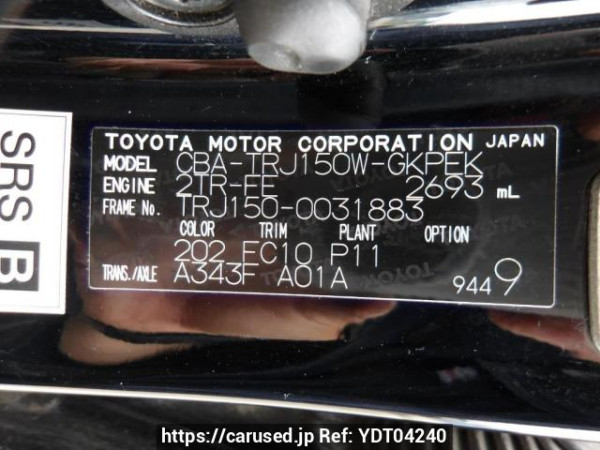 SRS B
TOYOTA MOTOR CORPORATION JAPAN
MODEL CBA-TRJ150W-GKPEK
ENGINE 2TR-FE 2693 mL
FRAME No. TRJ150-0031883
COLOR TRIM PLANT OPTION
202 FC10 P11
TRANS./AXLE A343F A01A
9449
https://carused.jp Ref: YDT04240